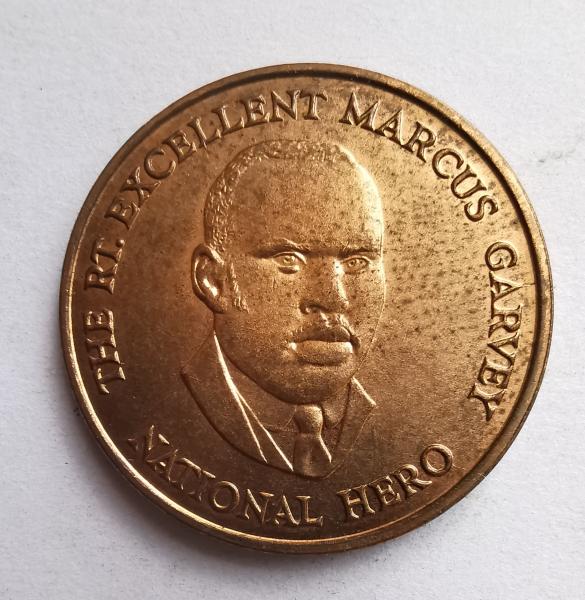 THE RT. EXCELLENT MARCUS GARVEY
NATIONAL HERO